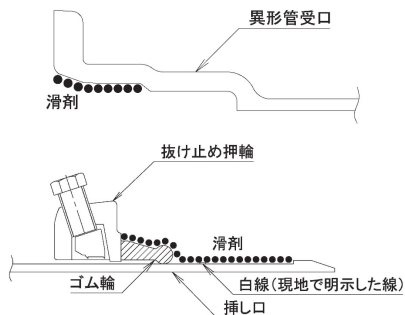 異形管受口
滑剤
抜け止め押輪
滑剤
ゴム輪
白線(現地で明示した線)
挿し口